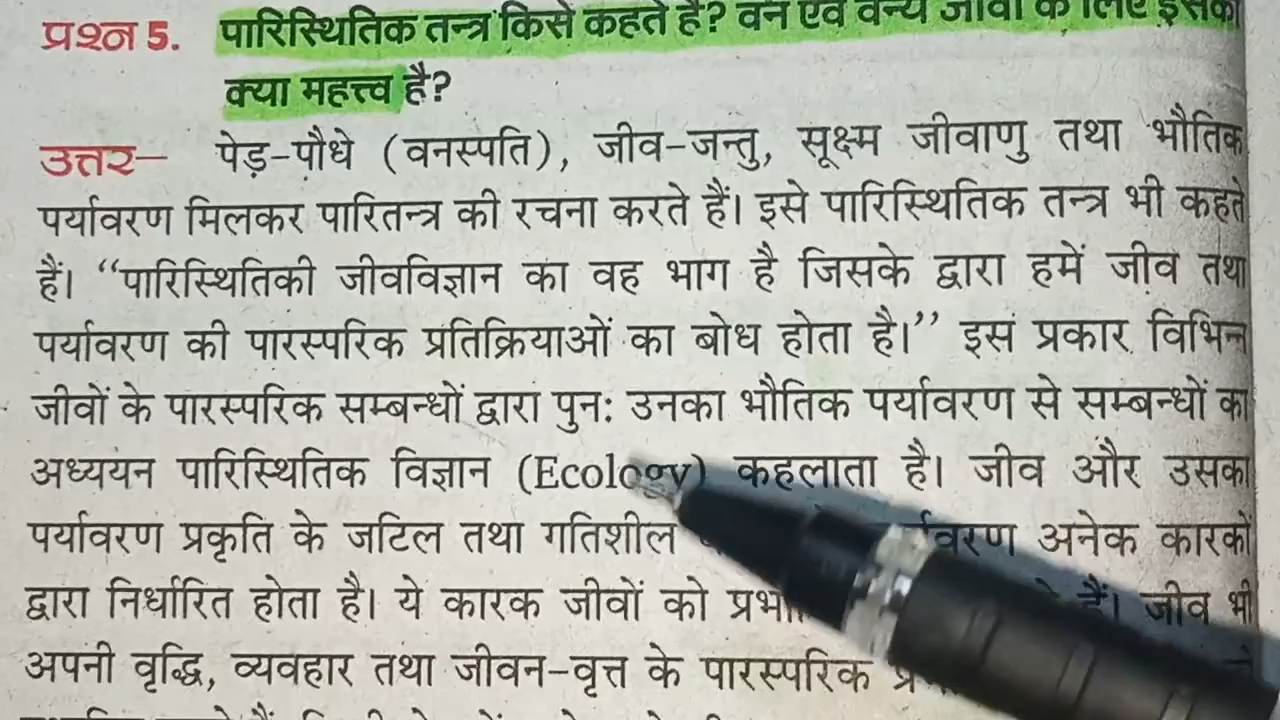 प्रश्न 5. पारिस्थितिक तन्त्र किसे कहते हैं? वन एवं वन्य जीवों के लिए इसका
क्या महत्त्व है?
उत्तर— पेड़-पौधे (वनस्पति), जीव-जन्तु, सूक्ष्म जीवाणु तथा भौतिक
पर्यावरण मिलकर पारितन्त्र की रचना करते हैं। इसे पारिस्थितिक तन्त्र भी कहते
हैं। “पारिस्थितिकी जीवविज्ञान का वह भाग है जिसके द्वारा हमें जीव तथा
पर्यावरण की पारस्परिक प्रतिक्रियाओं का बोध होता है।” इस प्रकार विभिन्न
जीवों के पारस्परिक सम्बन्धों द्वारा पुनः उनका भौतिक पर्यावरण से सम्बन्धों का
अध्ययन पारिस्थितिक विज्ञान (Ecology) कहलाता है। जीव और उसका
पर्यावरण प्रकृति के जटिल तथा गतिशील अनेक कारकों
द्वारा निर्धारित होता है। ये कारक जीवों को हैं। जीव भी
अपनी वृद्धि, व्यवहार तथा जीवन-वृत्त के पारस्परिक